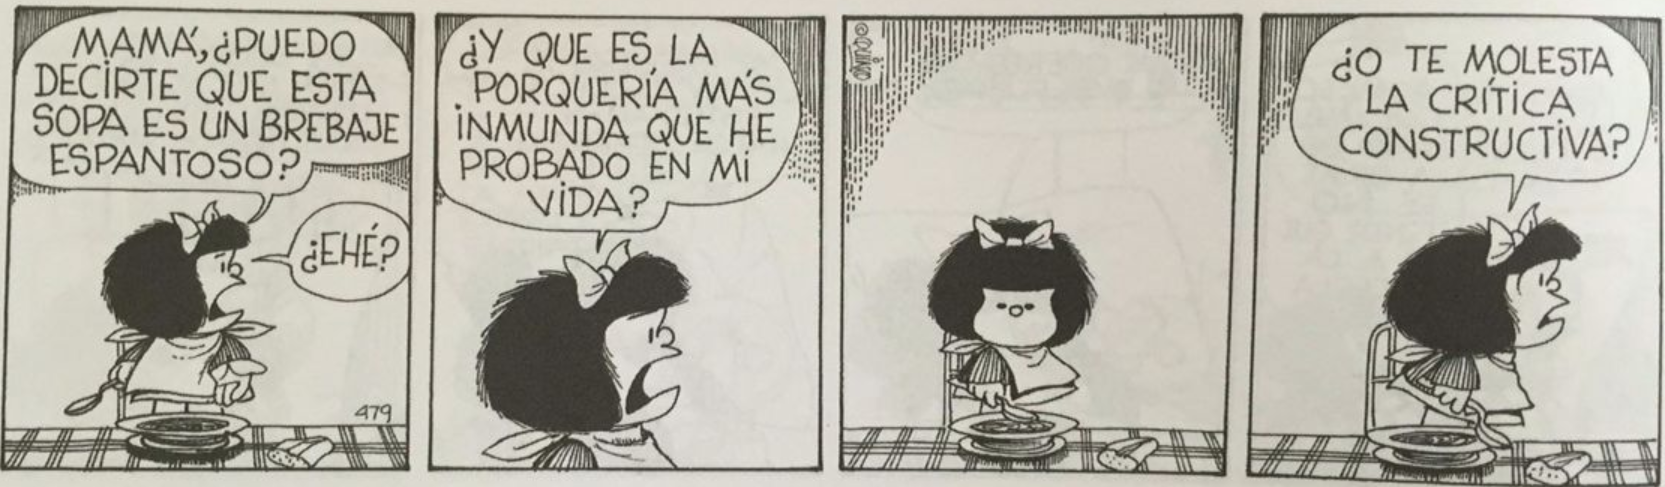 MAMÁ, ¿PUEDO
DECIRTE QUE ESTA
SOPA ES UN BREBAJE
ESPANTOSO?
¿EHÉ?
479
¿Y QUE ES LA
PORQUERÍA MÁS
INMUNDA QUE HE
PROBADO EN MI
VIDA?
©QUINO
¿O TE MOLESTA
LA CRÍTICA
CONSTRUCTIVA?